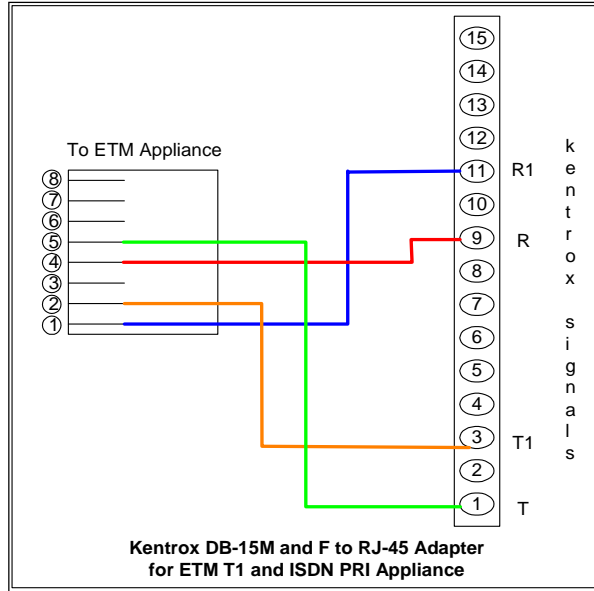 To ETM Appliance
8
7
6
5
4
3
2
1
15
14
13
12
11 R1
10
9 R
8
7
6
5
4
3 T1
2
1 T
kentrox signals
Kentrox DB-15M and F to RJ-45 Adapter
for ETM T1 and ISDN PRI Appliance